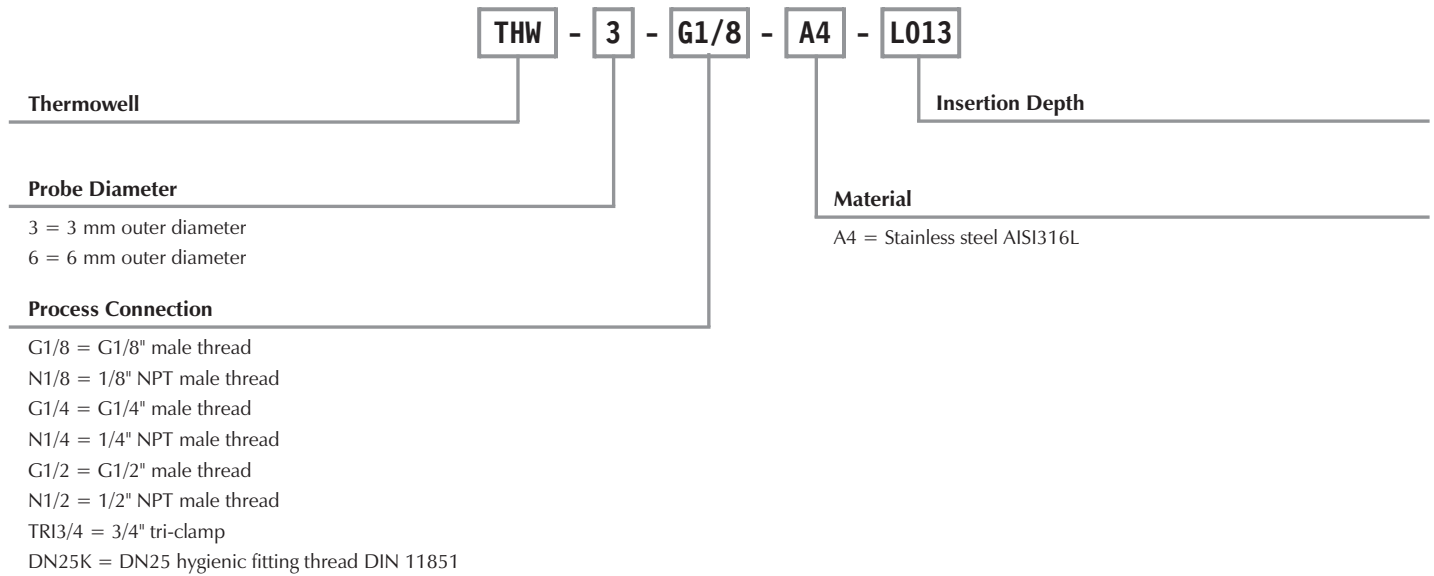 THW - 3 - G1/8 - A4 - L013
Thermowell
Insertion Depth
Probe Diameter
3 = 3 mm outer diameter
6 = 6 mm outer diameter
Material
A4 = Stainless steel AISI316L
Process Connection
G1/8 = G1/8" male thread
N1/8 = 1/8" NPT male thread
G1/4 = G1/4" male thread
N1/4 = 1/4" NPT male thread
G1/2 = G1/2" male thread
N1/2 = 1/2" NPT male thread
TRI3/4 = 3/4" tri-clamp
DN25K = DN25 hygienic fitting thread DIN 11851